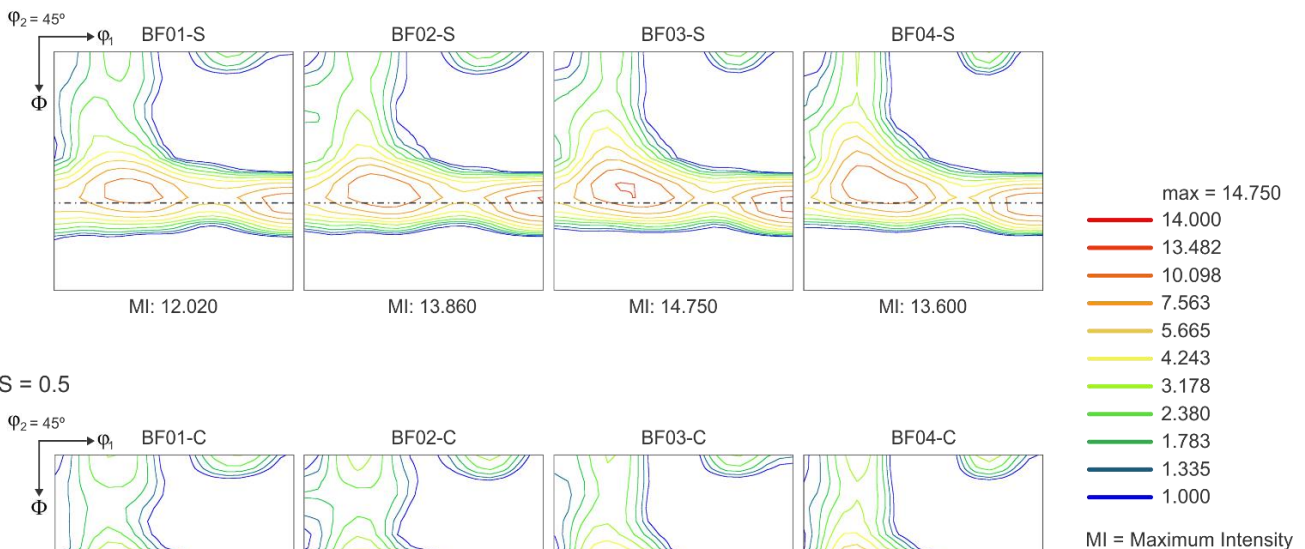 φ2 = 45º
φ1
Φ
BF01-S
BF02-S
BF03-S
BF04-S
MI: 12.020
MI: 13.860
MI: 14.750
MI: 13.600
S = 0.5
φ2 = 45º
φ1
Φ
BF01-C
BF02-C
BF03-C
BF04-C
max = 14.750
14.000
13.482
10.098
7.563
5.665
4.243
3.178
2.380
1.783
1.335
1.000
MI = Maximum Intensity